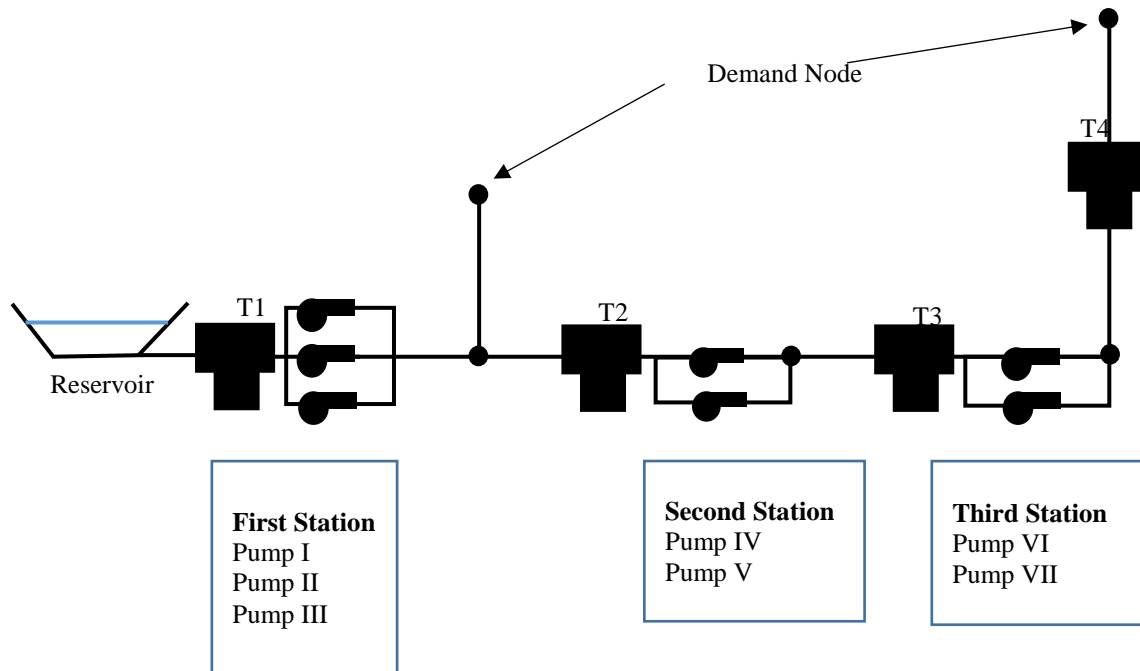 Demand Node
T4
T1
T2
T3
Reservoir
First Station
Pump I
Pump II
Pump III
Second Station
Pump IV
Pump V
Third Station
Pump VI
Pump VII